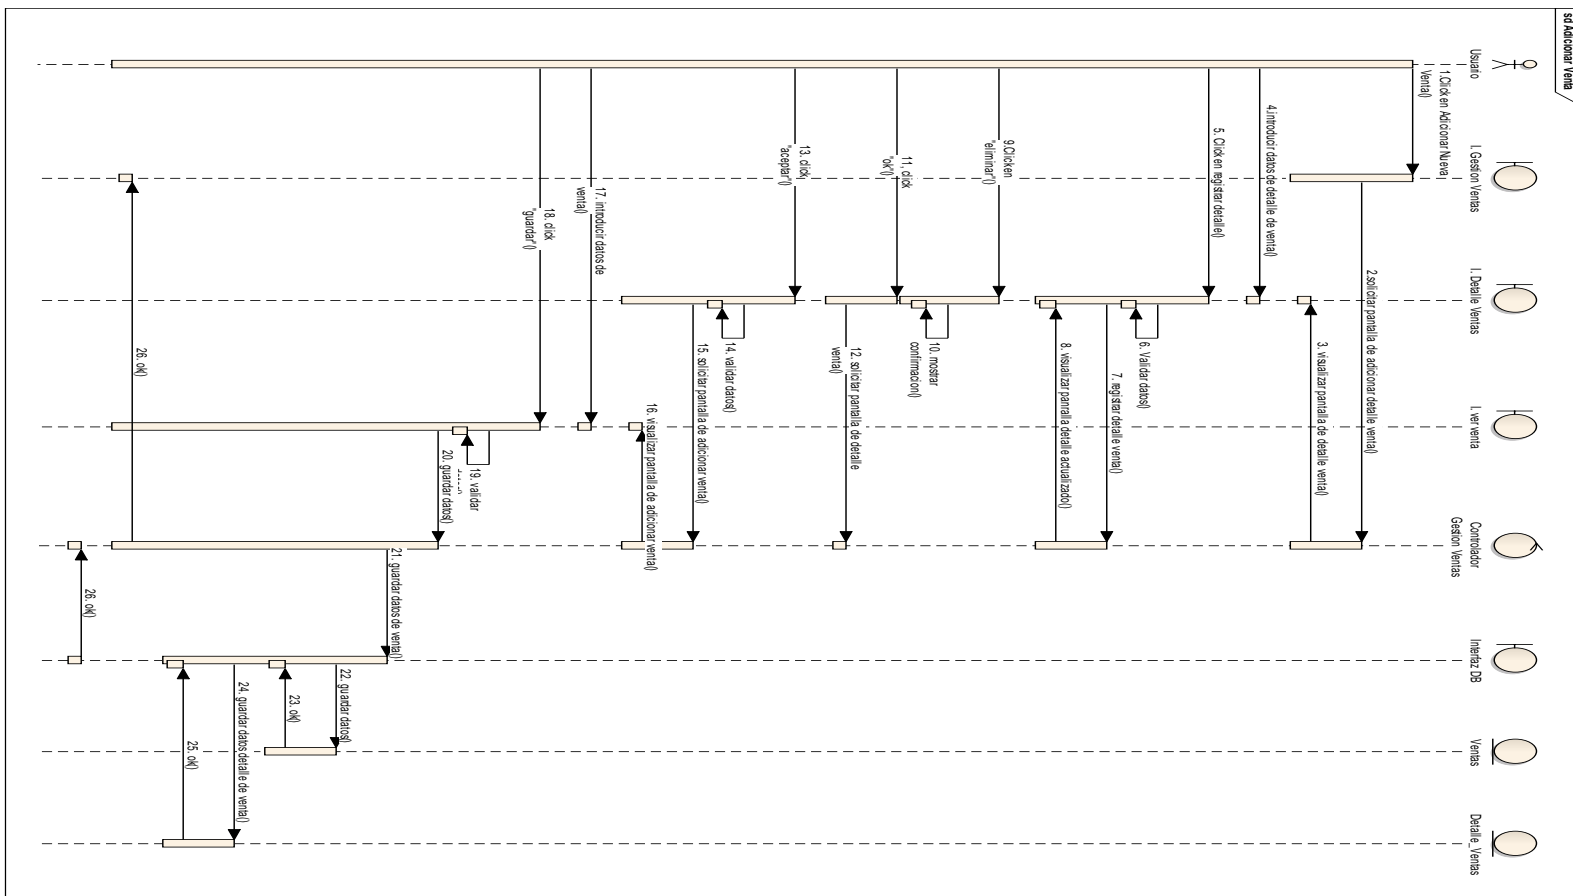 sd Adicionar Venta
Usuario
I. Gestion Ventas
I. Detalle Ventas
I. ver venta
Controlador
Gestion Ventas
Interfaz DB
Ventas
Detalle_Ventas
1.Click en Adicionar Nueva
Venta()
2.solicitar pantalla de adicionar detalle venta()
3. visualizar pantalla de detalle venta()
4.introducir datos de detalle de venta()
5. Click en registrar detalle()
6. Validar datos()
7. registrar detalle venta()
8. visualizar panralla detalle actualizado()
9.Click en
"eliminar"()
10. mostrar
confirmacion()
11, click
"ok"()
12. solicitar pantalla de detalle
venta()
13. click
"aceptar"()
14. validar datos()
15. solicitar pantalla de adicionar venta()
16. visualizar pantalla de adicionar venta()
17. introducir datos de
venta()
18. click
"guardar"()
19. validar
20. guardar datos()
21. guardar datos de venta()
22. guardar datos()
23. ok()
24. guardar datos detalle de venta()
25. ok()
26. ok()
26. ok()